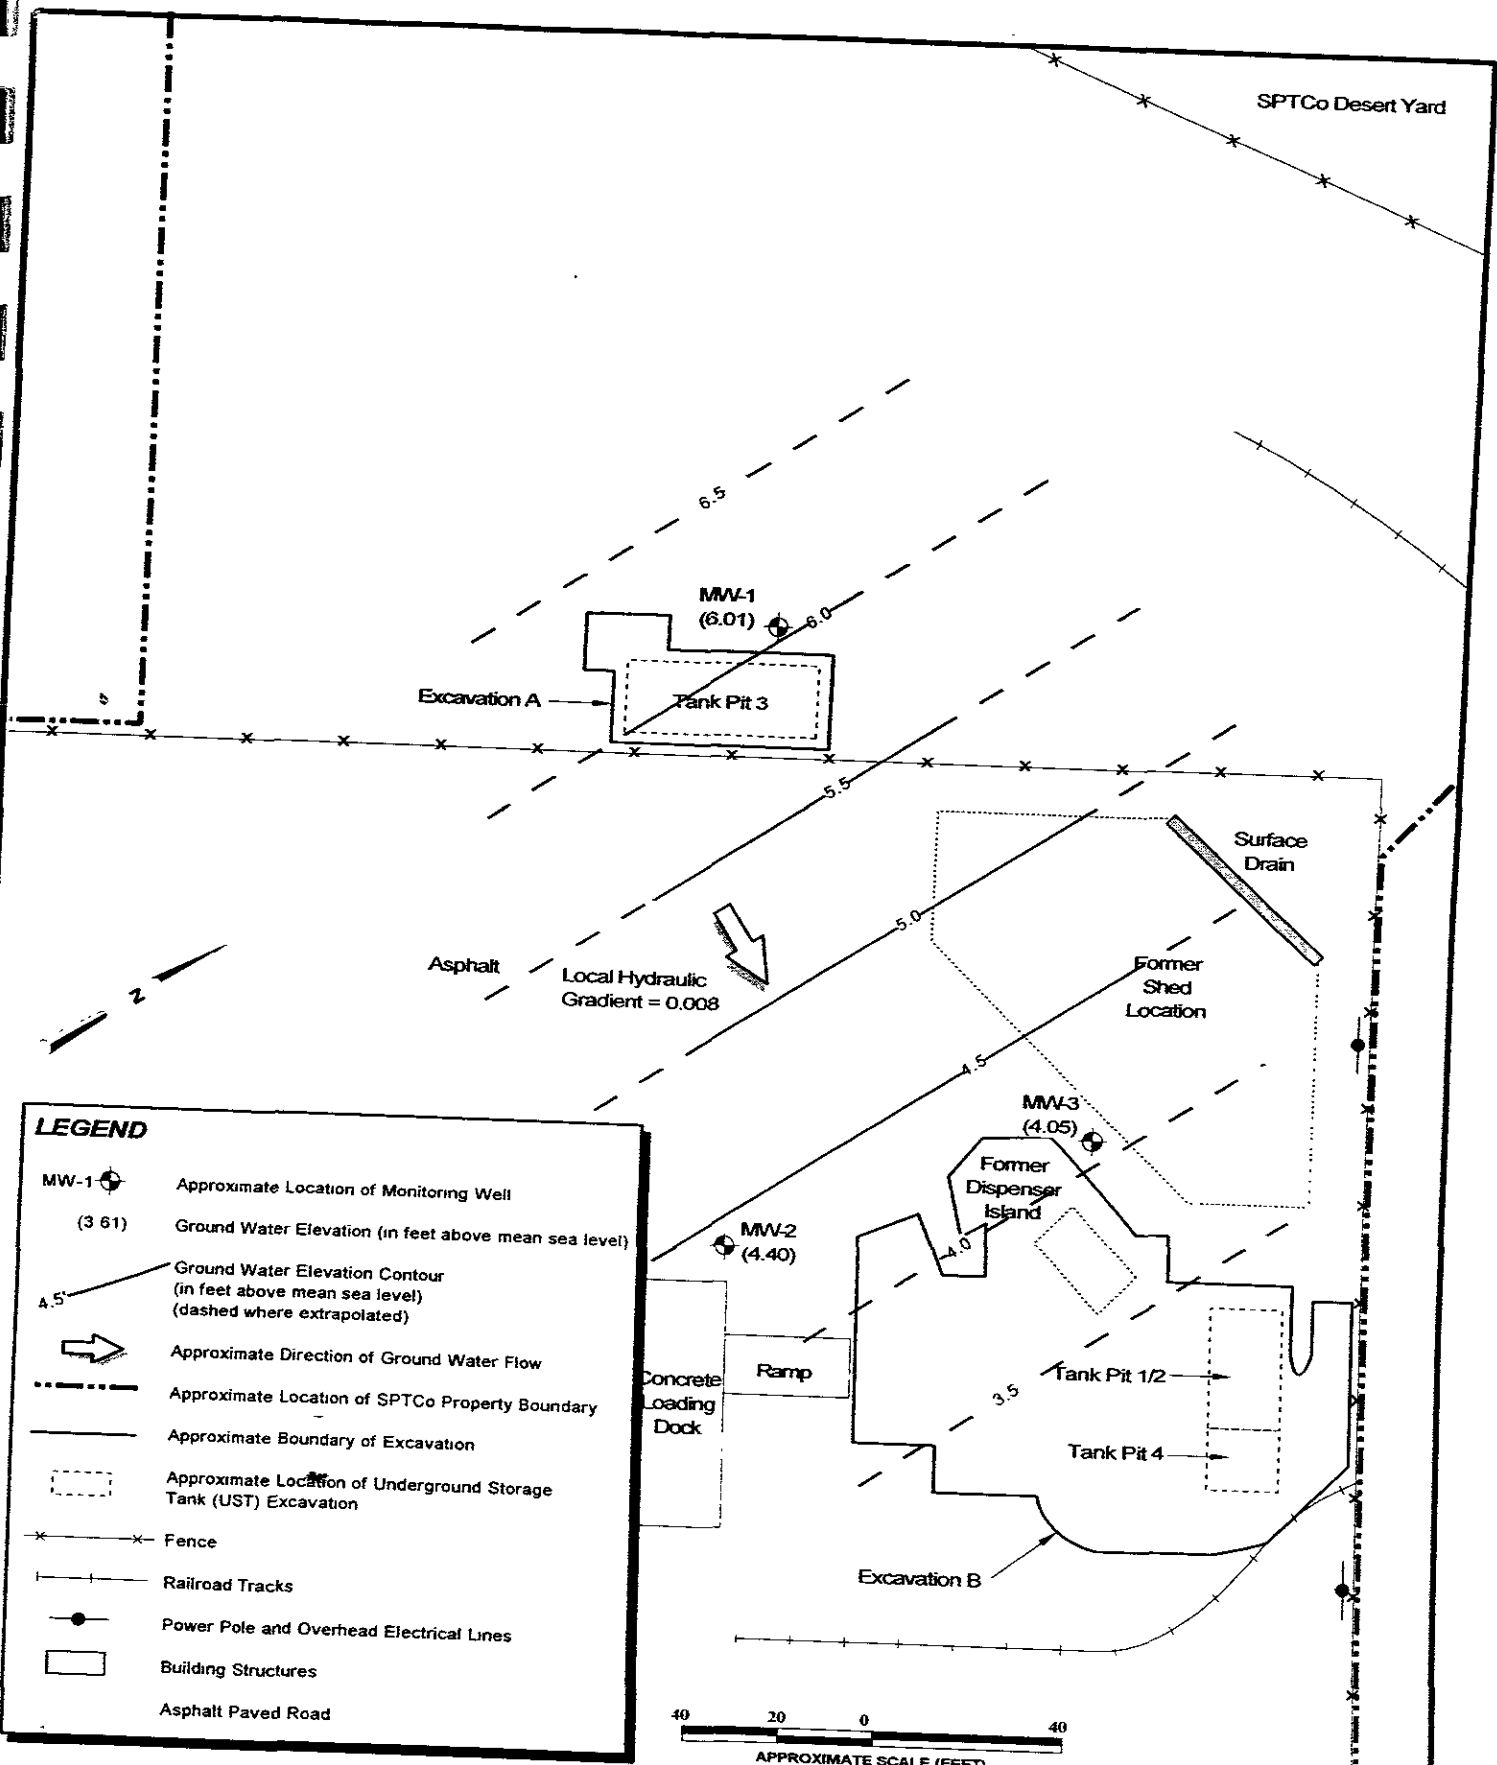 SPTCo Desert Yard
6.5
MW-1
(6.01)
6.0
Excavation A
Tank Pit 3
5.5
Surface
Drain
5.0
Asphalt
Local Hydraulic
Gradient = 0.008
Former
Shed
Location
N
4.5
MW-3
(4.05)
Former
Dispenser
Island
MW-2
(4.40)
4.0
Concrete
Loading
Dock
Ramp
3.5
Tank Pit 1/2
Tank Pit 4
Excavation B
LEGEND
MW-1 Approximate Location of Monitoring Well
(3 61) Ground Water Elevation (in feet above mean sea level)
4.5' Ground Water Elevation Contour
(in feet above mean sea level)
(dashed where extrapolated)
Approximate Direction of Ground Water Flow
Approximate Location of SPTCo Property Boundary
Approximate Boundary of Excavation
Approximate Location of Underground Storage
Tank (UST) Excavation
Fence
Railroad Tracks
Power Pole and Overhead Electrical Lines
Building Structures
Asphalt Paved Road
40 20 0 40
APPROXIMATE SCALE (FEET)